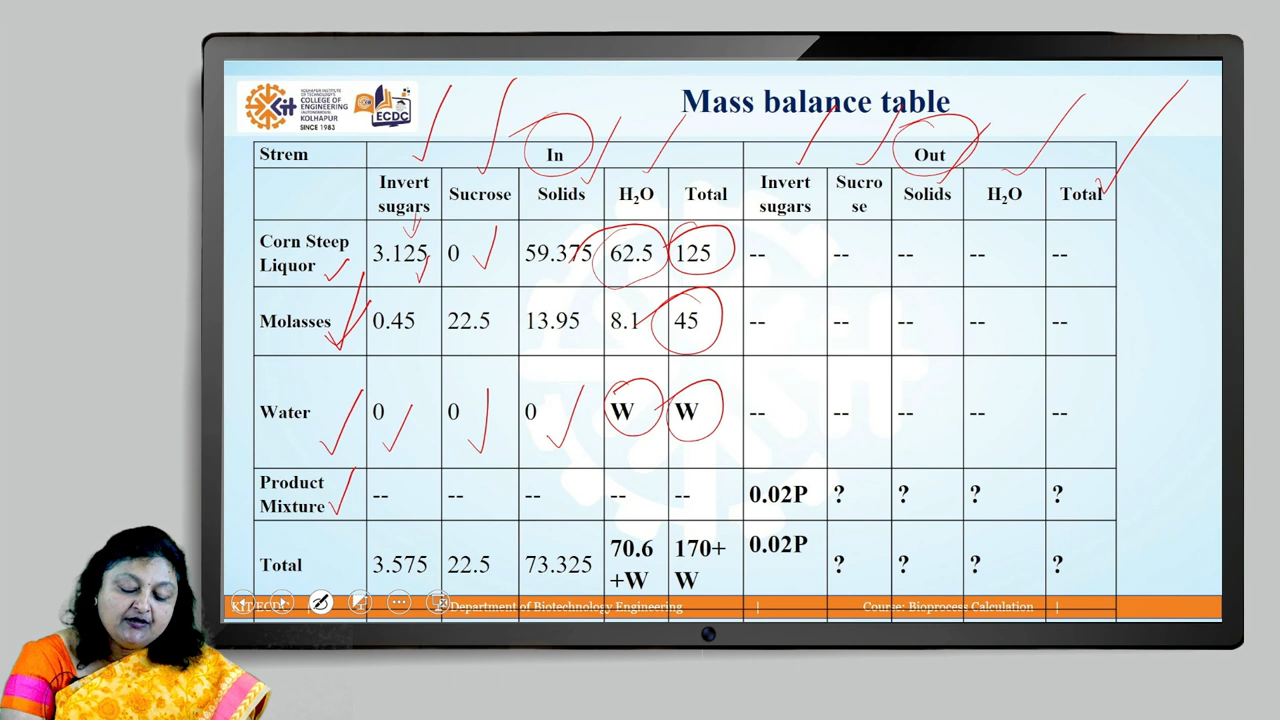 KOLHAPUR INSTITUTE
OF TECHNOLOGY'S
COLLEGE OF
ENGINEERING
(AUTONOMOUS),
KOLHAPUR
SINCE 1983
Kit
ECDC
Mass balance table
Strem In Out
Invert sugars Sucrose Solids H₂O Total Invert sugars Sucro se Solids H₂O Total
Corn Steep Liquor 3.125 0 59.375 62.5 125 -- -- -- -- --
Molasses 0.45 22.5 13.95 8.1 45 -- -- -- -- --
Water 0 0 0 W W -- -- -- -- --
Product Mixture -- -- -- -- -- 0.02P ? ? ? ?
Total 3.575 22.5 73.325 70.6 +W 170+ W 0.02P ? ? ? ?
KIT/ECDC | Department of Biotechnology Engineering | Course: Bioprocess Calculation |